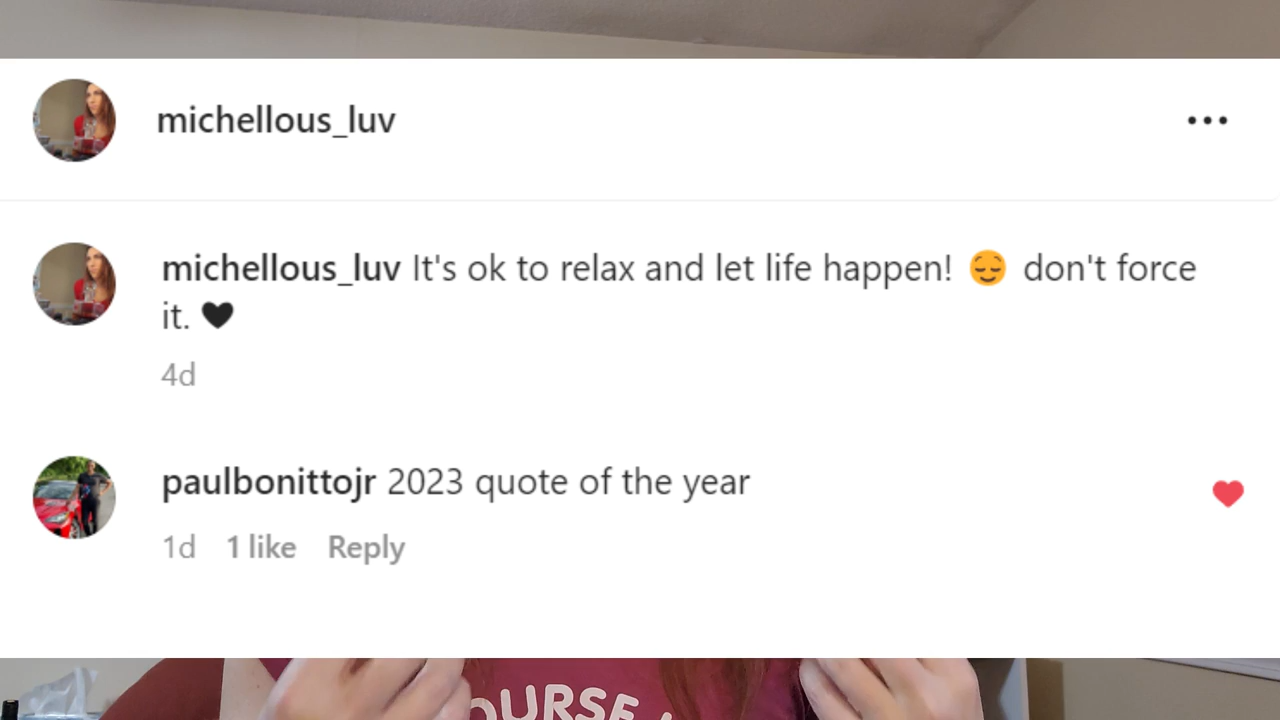 michellous_luv
michellous_luv It's ok to relax and let life happen! 😌 don't force
it. 🖤
4d
paulbonittojr 2023 quote of the year
1d 1 like Reply